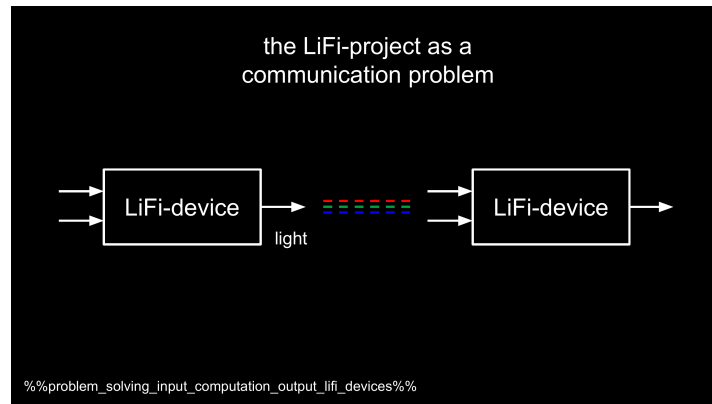 the LiFi-project as a
communication problem
LiFi-device
LiFi-device
light
%%problem_solving_input_computation_output_lifi_devices%%